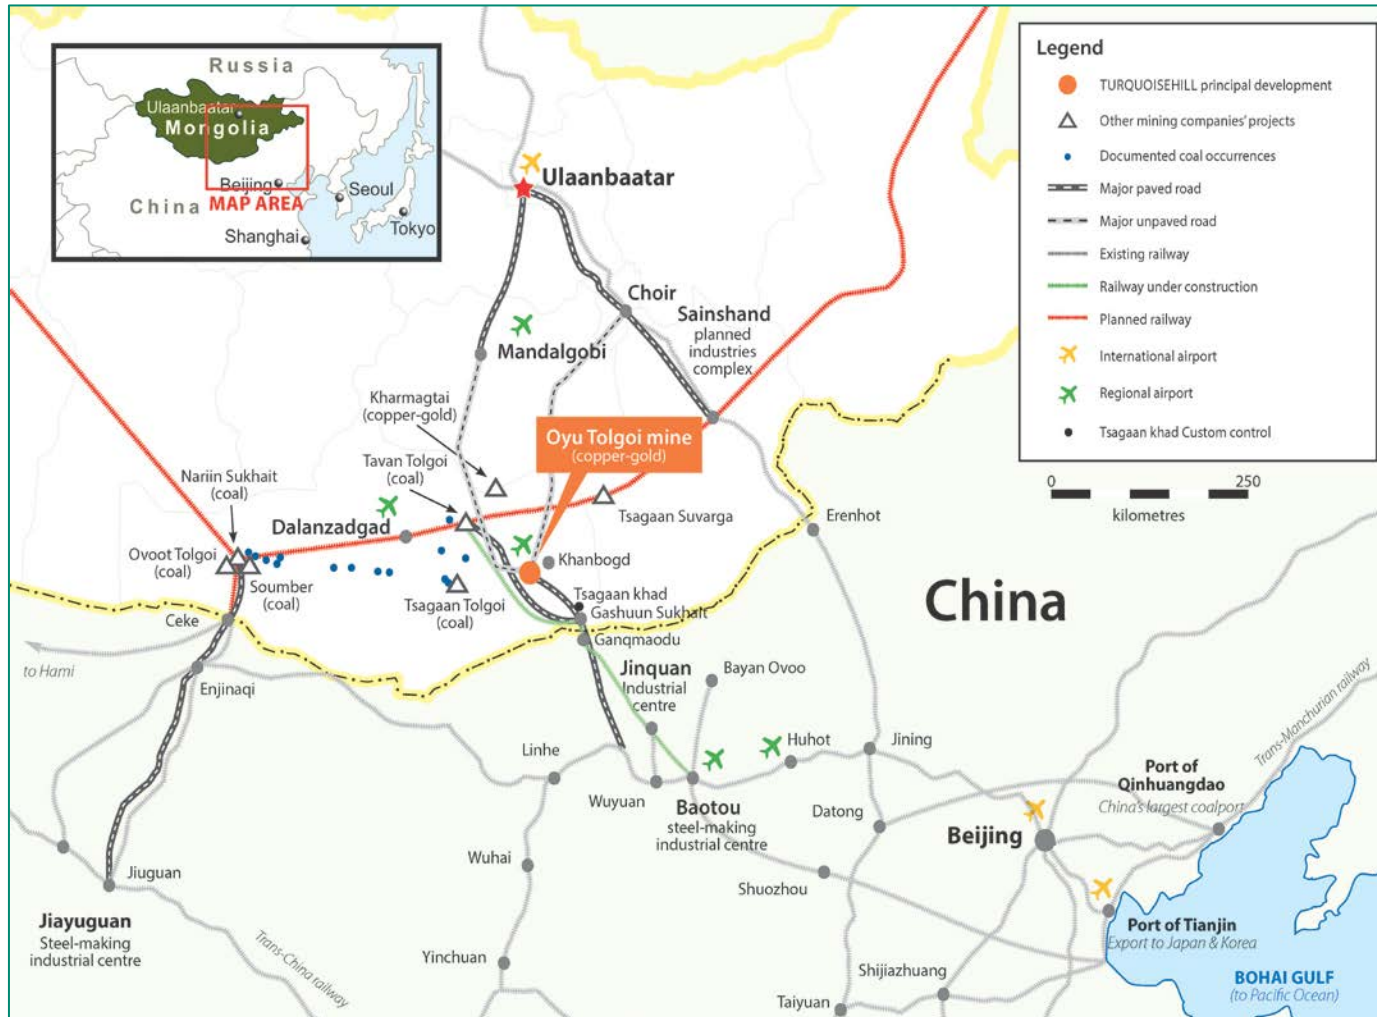 Russia
Ulaanbaatar
Mongolia
Beijing
MAP AREA
China
Seoul
Tokyo
Shanghai
Legend
TURQUOISEHILL principal development
Other mining companies' projects
Documented coal occurrences
Major paved road
Major unpaved road
Existing railway
Railway under construction
Planned railway
International airport
Regional airport
Tsagaan khad Custom control
0 250
kilometres
Ulaanbaatar
Choir
Sainshand
planned
industries
complex
Mandalgobi
Kharmagtai
(copper-gold)
Oyu Tolgoi mine
(copper-gold)
Tavan Tolgoi
(coal)
Nariin Sukhait
(coal)
Dalanzadgad
Tsagaan Suvarga
Erenhot
Ovoot Tolgoi
(coal)
Soumber
(coal)
Khanbogd
Tsagaan Tolgoi
(coal)
Tsagaan khad
Gashuun Sukhait
Ceke
Ganqmaodu
China
to Hami
Enjinaqi
Jinquan
Industrial
centre
Bayan Ovoo
Linhe
Huhot
Jining
Trans-Manchurian railway
Port of
Qinhuangdao
China's largest coalport
Wuyuan
Baotou
steel-making
industrial centre
Datong
Beijing
Wuhai
Shuozhou
Jiuguan
Jiayuguan
Steel-making
industrial centre
Port of Tianjin
Export to Japan & Korea
Trans-China railway
Yinchuan
Shijiazhuang
Taiyuan
BOHAI GULF
(to Pacific Ocean)